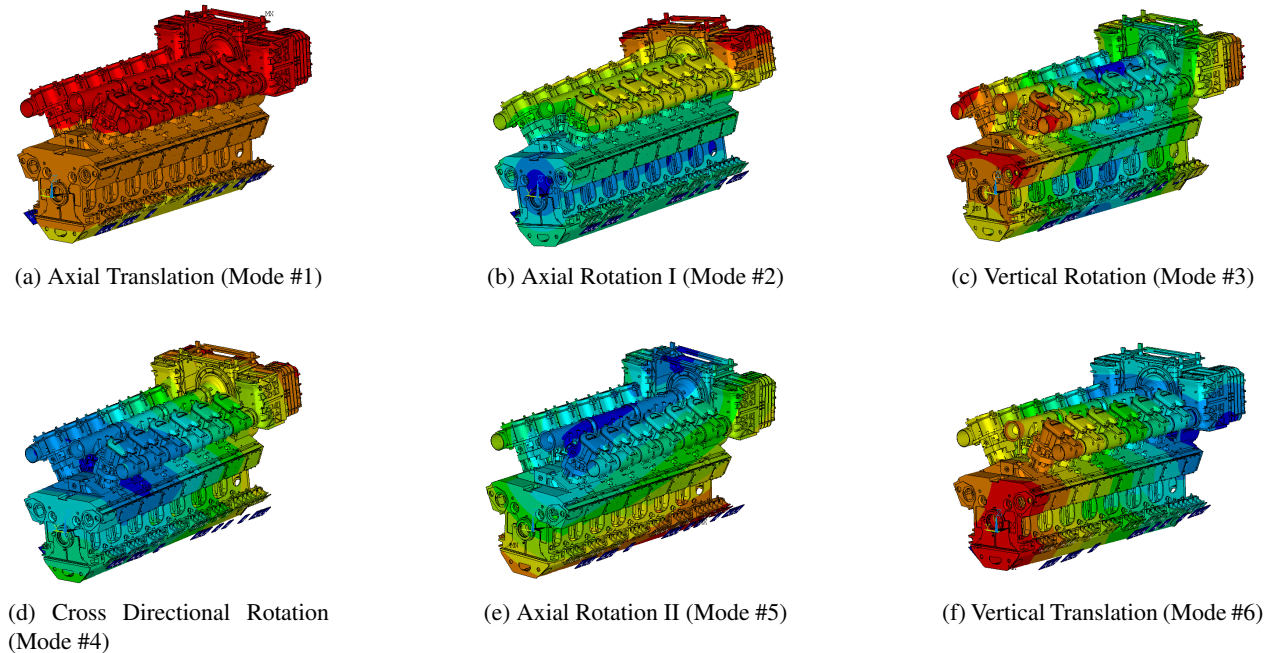 MX
(a) Axial Translation (Mode #1)
(b) Axial Rotation I (Mode #2)
(c) Vertical Rotation (Mode #3)
(d) Cross Directional Rotation
(Mode #4)
(e) Axial Rotation II (Mode #5)
(f) Vertical Translation (Mode #6)